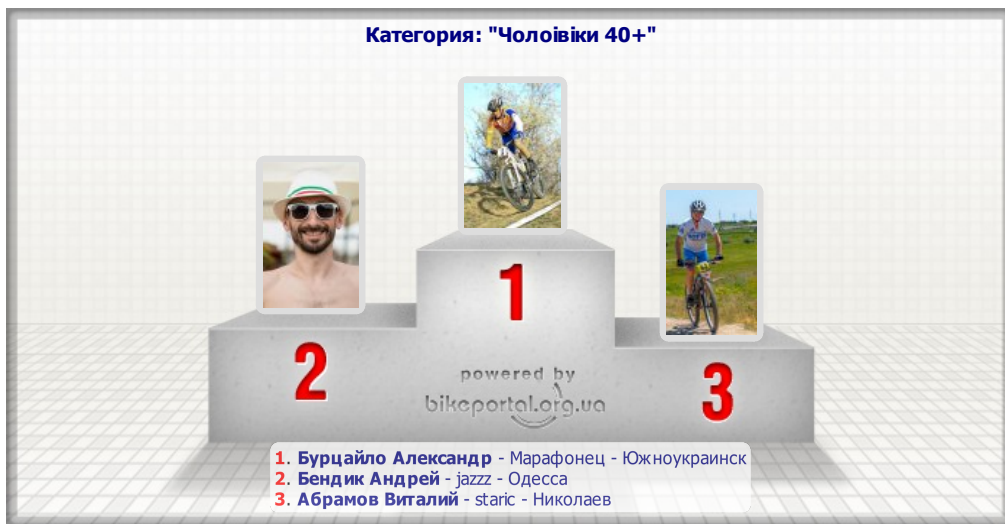 Категория: "Чолоівіки 40+"
1
2
3
powered by
bikeportal.org.ua
1. Бурцайло Александр - Марафонец - Южноукраинск
2. Бендик Андрей - jazzz - Одесса
3. Абрамов Виталий - staric - Николаев